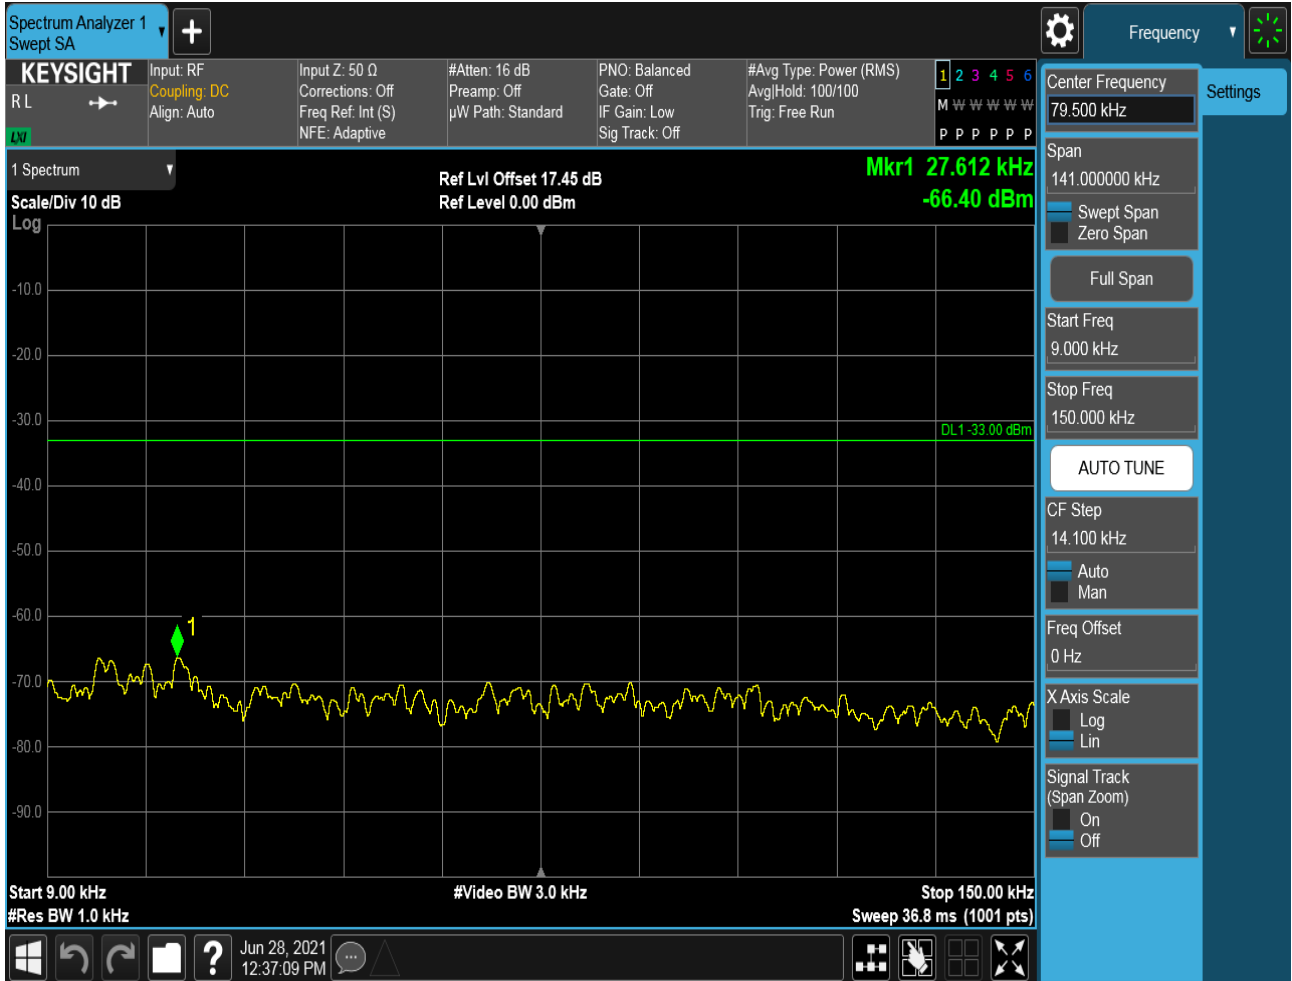 Spectrum Analyzer 1
Swept SA
Frequency
KEYSIGHT
R L
LXI
Input: RF
Coupling: DC
Align: Auto
Input Z: 50 Ω
Corrections: Off
Freq Ref: Int (S)
NFE: Adaptive
#Atten: 16 dB
Preamp: Off
µW Path: Standard
PNO: Balanced
Gate: Off
IF Gain: Low
Sig Track: Off
#Avg Type: Power (RMS)
Avg|Hold: 100/100
Trig: Free Run
1 2 3 4 5 6
M W W W W W
P P P P P P
1 Spectrum
Scale/Div 10 dB
Log
Ref Lvl Offset 17.45 dB
Ref Level 0.00 dBm
Mkr1 27.612 kHz
-66.40 dBm
-10.0
-20.0
-30.0
DL1 -33.00 dBm
-40.0
-50.0
-60.0
1
-70.0
-80.0
-90.0
Start 9.00 kHz
#Res BW 1.0 kHz
#Video BW 3.0 kHz
Stop 150.00 kHz
Sweep 36.8 ms (1001 pts)
Center Frequency
79.500 kHz
Settings
Span
141.000000 kHz
Swept Span
Zero Span
Full Span
Start Freq
9.000 kHz
Stop Freq
150.000 kHz
AUTO TUNE
CF Step
14.100 kHz
Auto
Man
Freq Offset
0 Hz
X Axis Scale
Log
Lin
Signal Track
(Span Zoom)
On
Off
?
Jun 28, 2021
12:37:09 PM